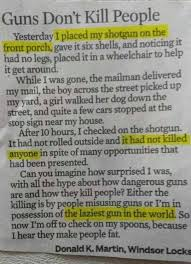 Guns Don't Kill People
Yesterday I placed my shotgun on the
front porch, gave it six shells, and noticing it
had no legs, placed it in a wheelchair to help
it get around.
While I was gone, the mailman delivered
my mail, the boy across the street picked up
my yard, a girl walked her dog down the
street, and quite a few cars stopped at the
stop sign near my house.
After 10 hours, I checked on the shotgun.
It had not rolled outside and it had not killed
anyone in spite of many opportunities that
had been presented.
Can you imagine how surprised I was,
with all the hype about how dangerous guns
are and how they kill people? Either the
killing is by people misusing guns or I'm in
possession of the laziest gun in the world. So
now I'm off to check on my spoons, because
I hear they make people fat.
Donald K. Martin, Windsor Locks